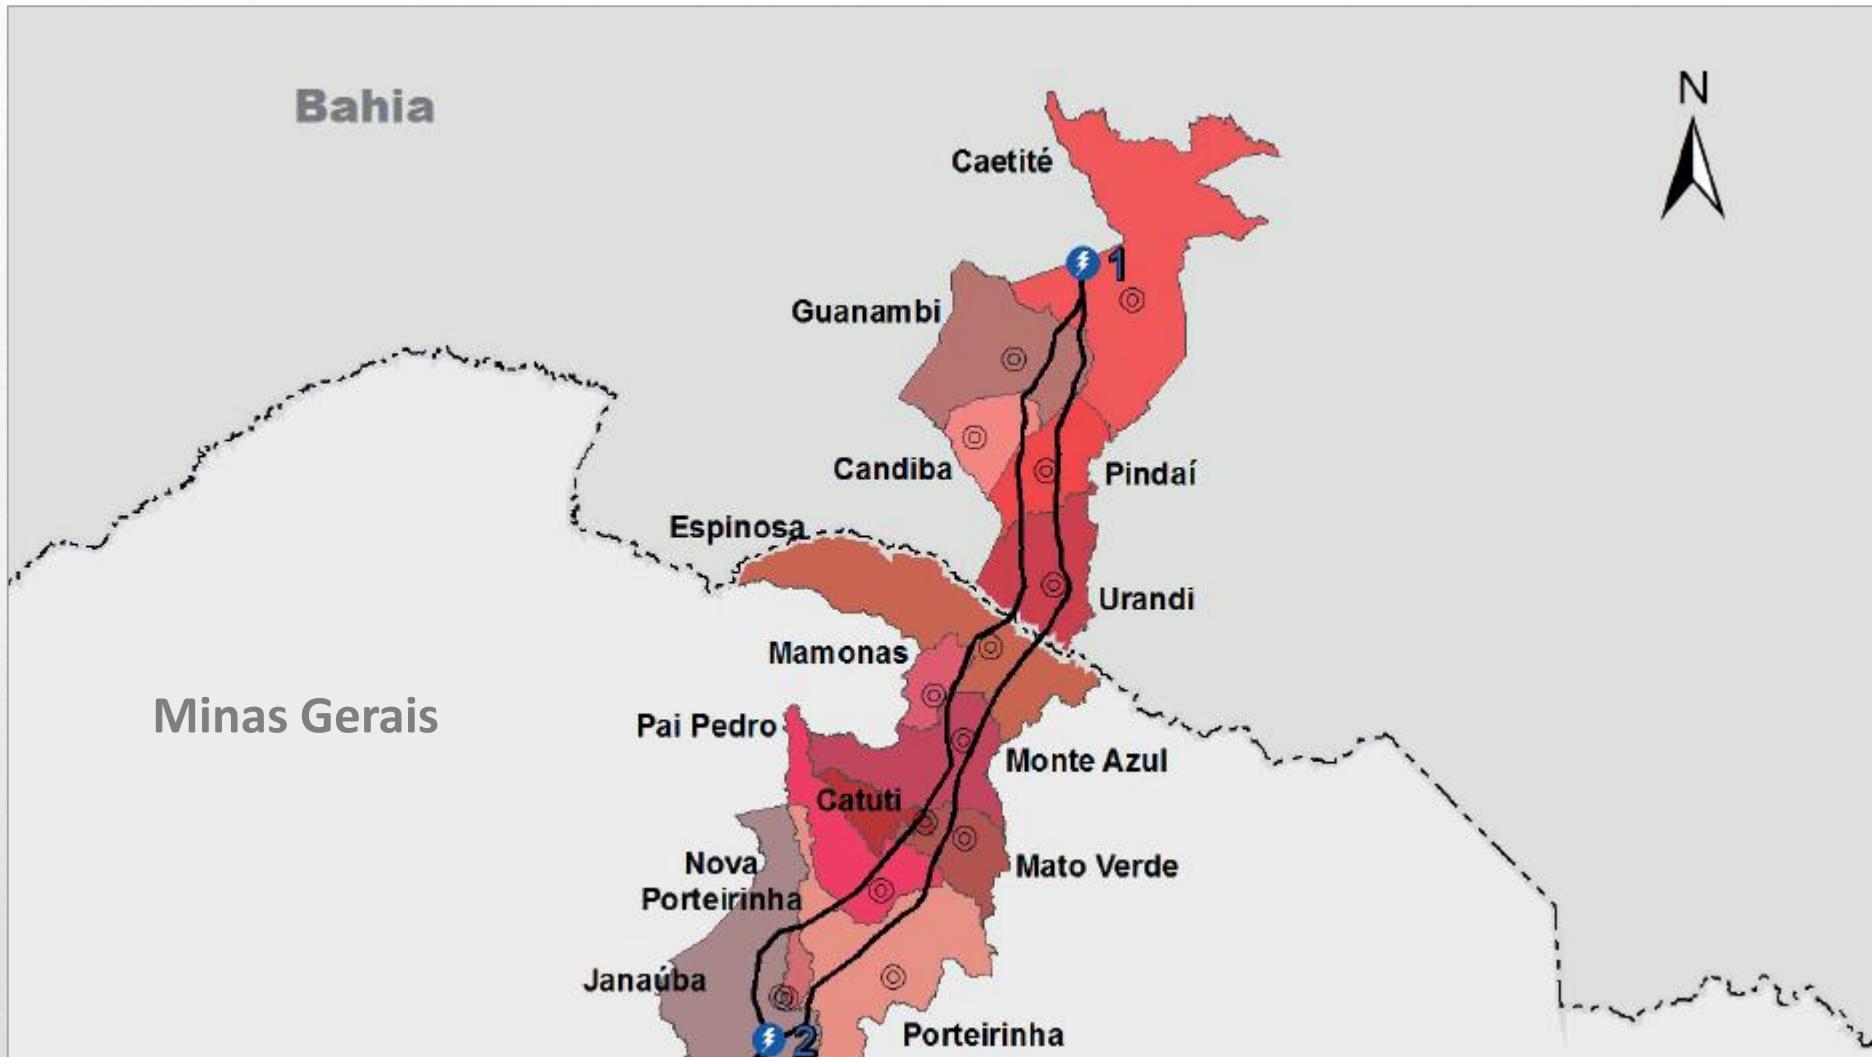 N
Bahia
Caetité
1
Guanambi
Candiba
Pindaí
Espinosa
Urandi
Mamonas
Minas Gerais
Pai Pedro
Monte Azul
Catuti
Nova
Porteirinha
Mato Verde
Janaúba
Porteirinha
2